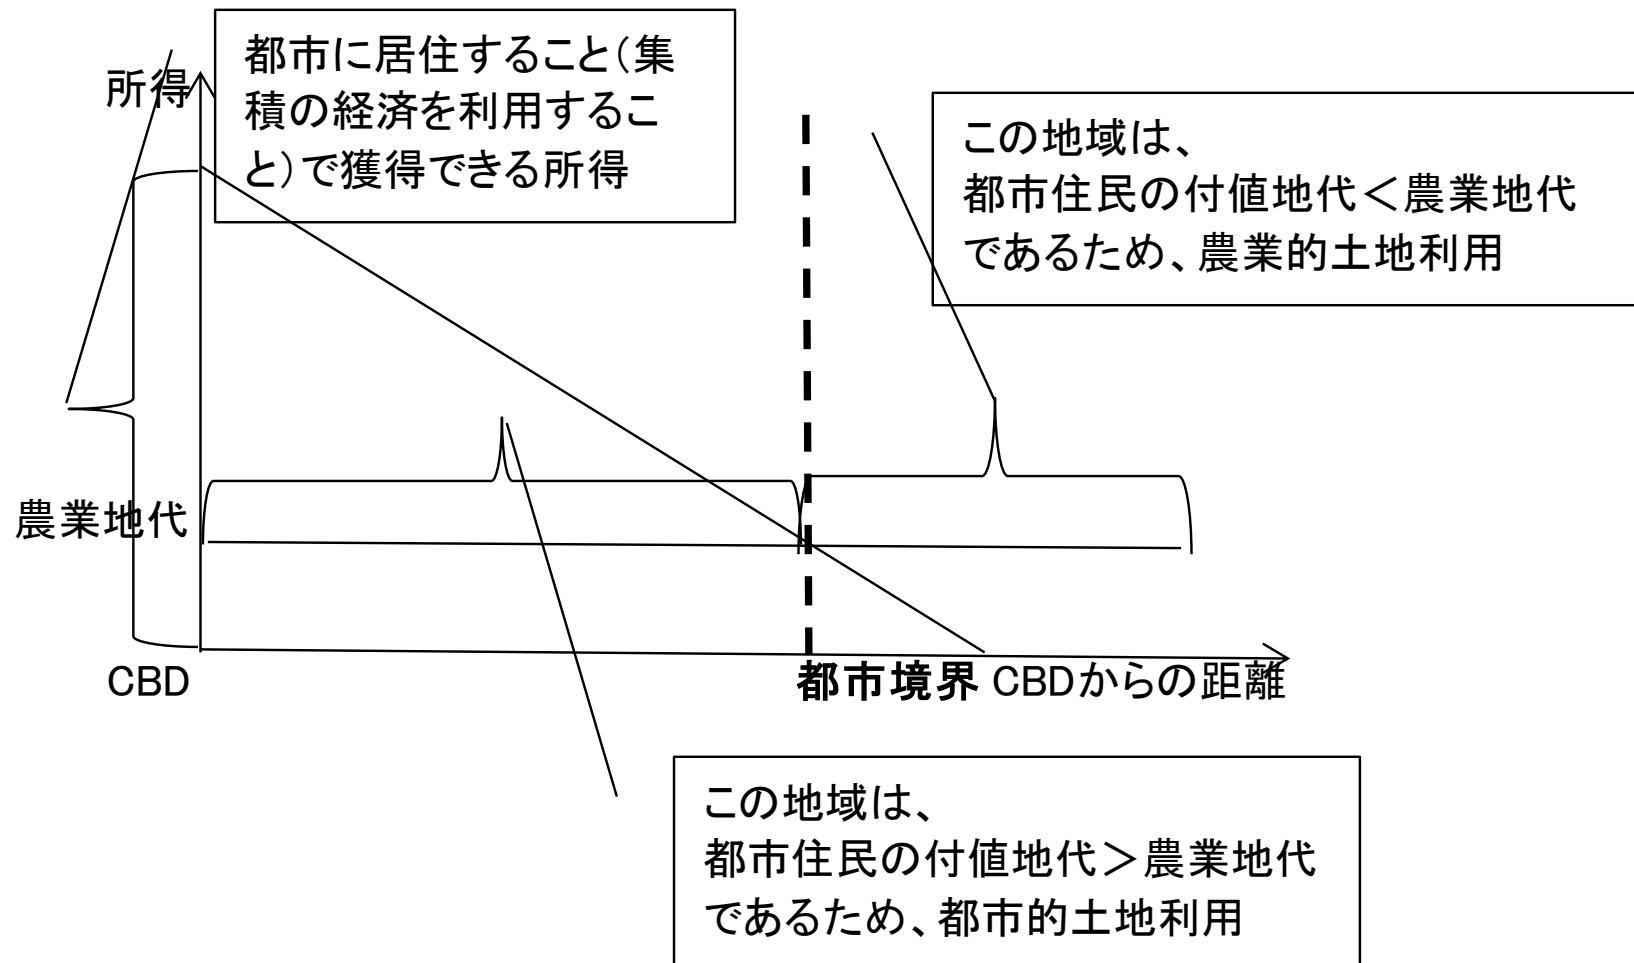 所得
都市に居住すること（集
積の経済を利用するこ
と）で獲得できる所得
この地域は、
都市住民の付値地代＜農業地代
であるため、農業的土地利用
農業地代
CBD
都市境界
CBDからの距離
この地域は、
都市住民の付値地代＞農業地代
であるため、都市的土地利用